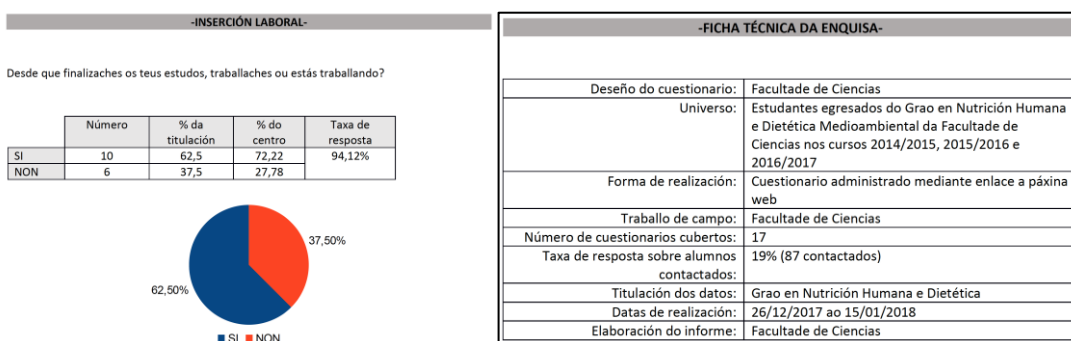 -INSERCIÓN LABORAL-
Desde que finalizaches os teus estudos, traballaches ou estás traballando?
Número % da titulación % do centro Taxa de resposta
SI 10 62,5 72,22 94,12%
NON 6 37,5 27,78
37,50%
62,50%
SI NON
-FICHA TÉCNICA DA ENQUISA-
Deseño do cuestionario: Facultade de Ciencias
Universo: Estudantes egresados do Grao en Nutrición Humana
e Dietética Medioambiental da Facultade de
Ciencias nos cursos 2014/2015, 2015/2016 e
2016/2017
Forma de realización: Cuestionario administrado mediante enlace a páxina
web
Traballo de campo: Facultade de Ciencias
Número de cuestionarios cubertos: 17
Taxa de resposta sobre alumnos 19% (87 contactados)
contactados:
Titulación dos datos: Grao en Nutrición Humana e Dietética
Datas de realización: 26/12/2017 ao 15/01/2018
Elaboración do informe: Facultade de Ciencias